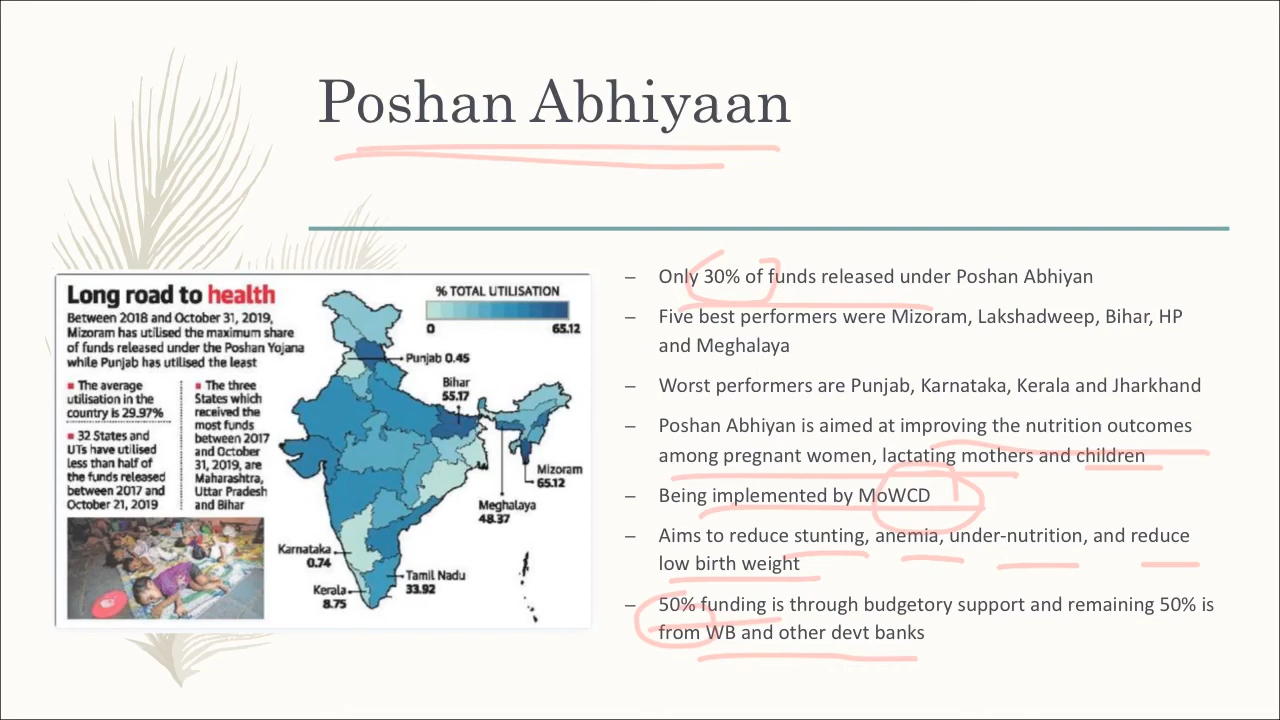 Poshan Abhiyaan
Long road to health
Between 2018 and October 31, 2019,
Mizoram has utilised the maximum share
of funds released under the Poshan Yojana
while Punjab has utilised the least
■ The average
utilisation in the
country is 29.97%
■ 32 States and
UTs have utilised
less than half of
the funds released
between 2017 and
October 21, 2019
■ The three
States which
received the
most funds
between 2017
and October
31, 2019, are
Maharashtra,
Uttar Pradesh
and Bihar
% TOTAL UTILISATION
0 65.12
Punjab 0.45
Bihar
55.17
Mizoram
65.12
Meghalaya
48.37
Karnataka
0.74
Tamil Nadu
33.92
Kerala
8.75
– Only 30% of funds released under Poshan Abhiyan
– Five best performers were Mizoram, Lakshadweep, Bihar, HP
and Meghalaya
– Worst performers are Punjab, Karnataka, Kerala and Jharkhand
– Poshan Abhiyan is aimed at improving the nutrition outcomes
among pregnant women, lactating mothers and children
– Being implemented by MoWCD
– Aims to reduce stunting, anemia, under-nutrition, and reduce
low birth weight
– 50% funding is through budgetory support and remaining 50% is
from WB and other devt banks